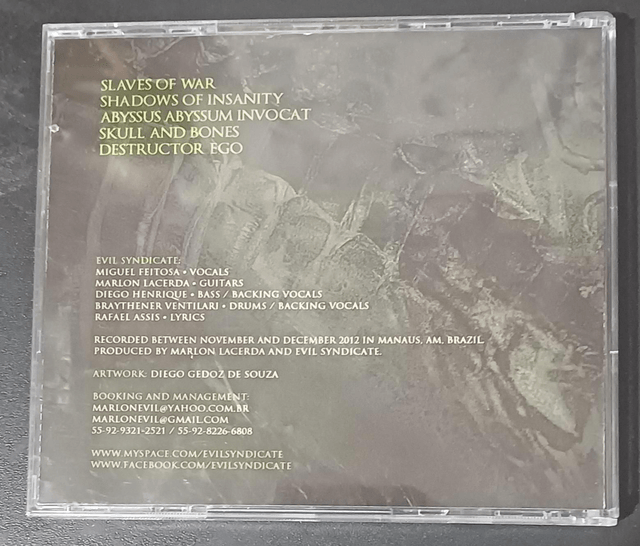 SLAVES OF WAR
SHADOWS OF INSANITY
ABYSSUS ABYSSUM INVOCAT
SKULL AND BONES
DESTRUCTOR EGO
EVIL SYNDICATE:
MIGUEL FEITOSA • VOCALS
MARLON LACERDA • GUITARS
DIEGO HENRIQUE • BASS / BACKING VOCALS
BRAYTHENER VENTILARI • DRUMS / BACKING VOCALS
RAFAEL ASSIS • LYRICS
RECORDED BETWEEN NOVEMBER AND DECEMBER 2012 IN MANAUS, AM, BRAZIL.
PRODUCED BY MARLON LACERDA AND EVIL SYNDICATE.
ARTWORK: DIEGO GEDOZ DE SOUZA
BOOKING AND MANAGEMENT:
MARLONEVIL@YAHOO.COM.BR
MARLONEVIL@GMAIL.COM
55-92-9321-2521 / 55-92-8226-6808
WWW.MYSPACE.COM/EVILSYNDICATE
WWW.FACEBOOK.COM/EVILSYNDICATE